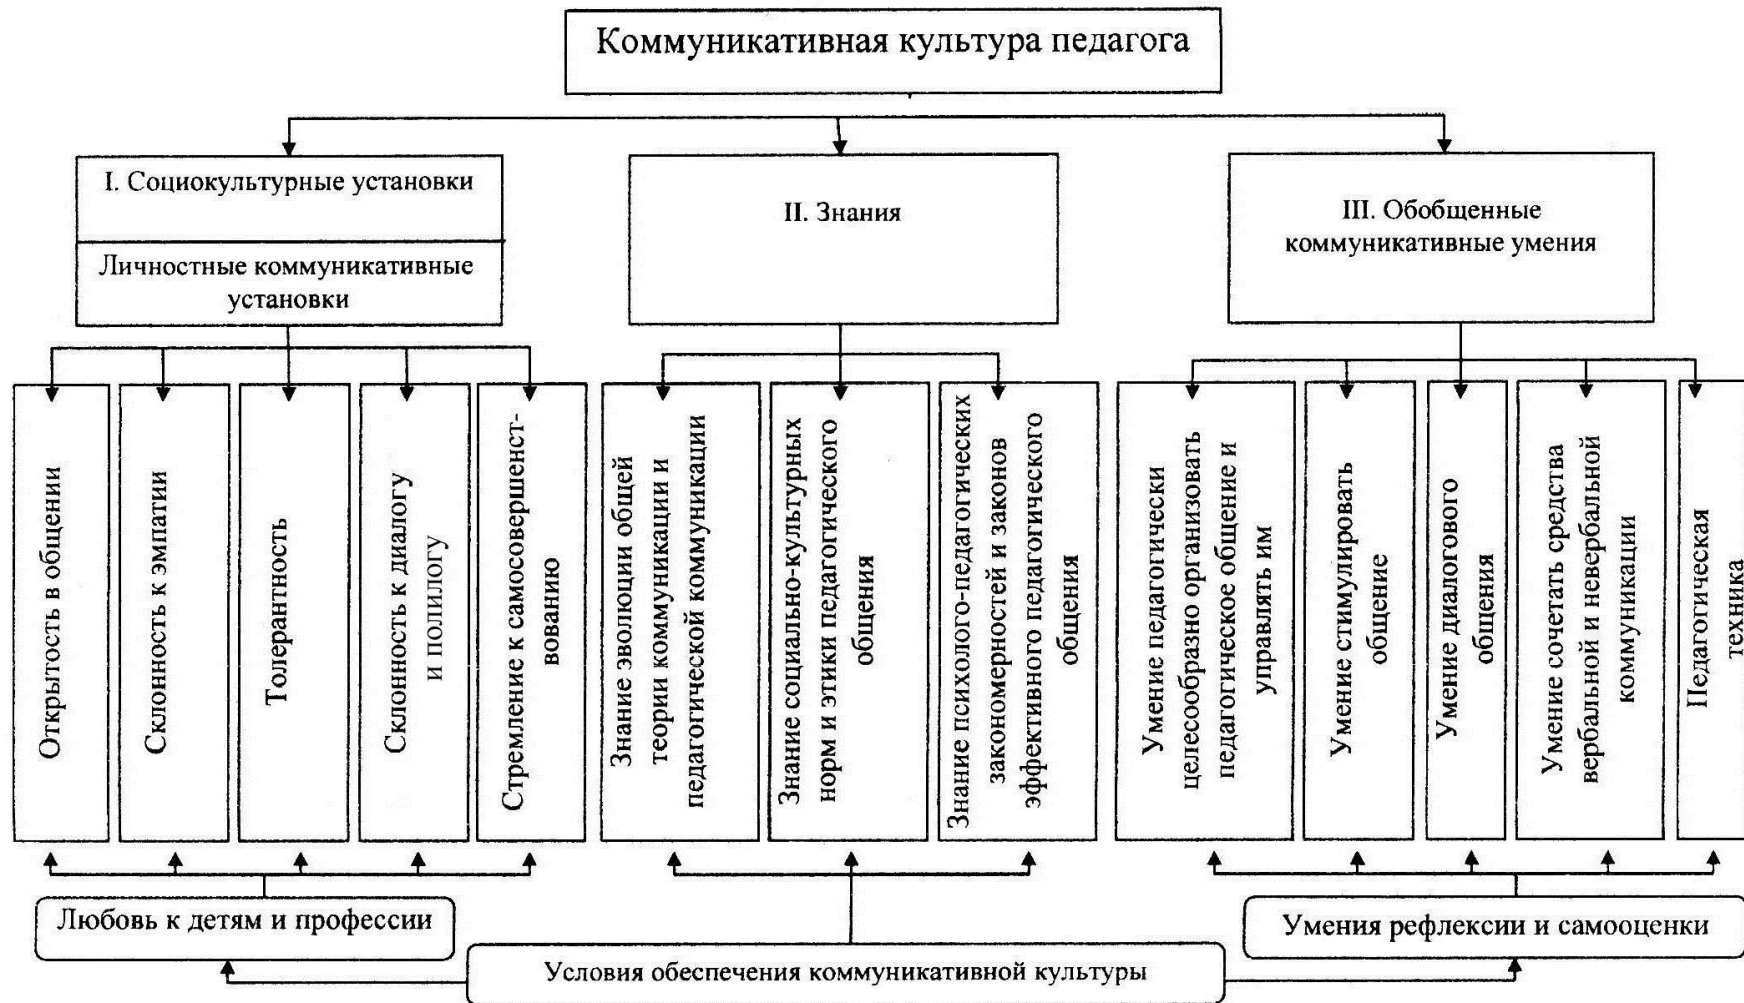 Коммуникативная культура педагога
I. Социокультурные установки
Личностные коммуникативные
установки
II. Знания
III. Обобщенные
коммуникативные умения
Открытость в общении
Склонность к эмпатии
Толерантность
Склонность к диалогу
и полилогу
Стремление к самосовершенст-
вованию
Знание эволюции общей
теории коммуникации и
педагогической коммуникации
Знание социально-культурных
норм и этики педагогического
общения
Знание психолого-педагогических
закономерностей и законов
эффективного педагогического
общения
Умение педагогически
целесообразно организовать
педагогическое общение и
управлять им
Умение стимулировать
общение
Умение диалогового
общения
Умение сочетать средства
вербальной и невербальной
коммуникации
Педагогическая
техника
Любовь к детям и профессии
Условия обеспечения коммуникативной культуры
Умения рефлексии и самооценки